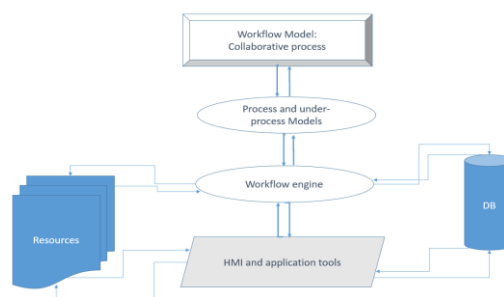 Workflow Model:
Collaborative process
Process and under-
process Models
Workflow engine
DB
Resources
HMI and application tools